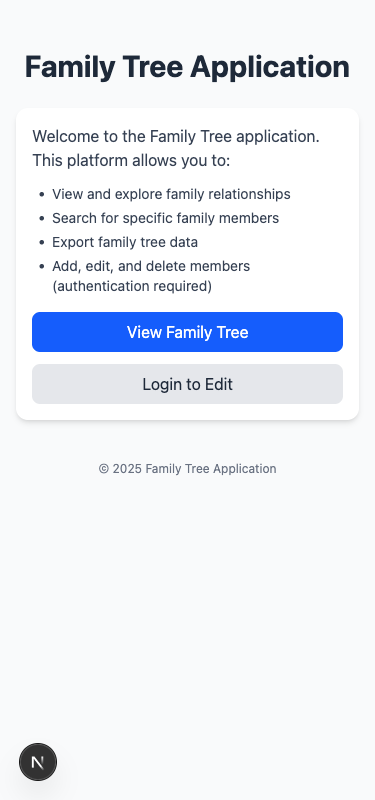 Family Tree Application
Welcome to the Family Tree application.
This platform allows you to:
• View and explore family relationships
• Search for specific family members
• Export family tree data
• Add, edit, and delete members
(authentication required)
View Family Tree
Login to Edit
© 2025 Family Tree Application
N